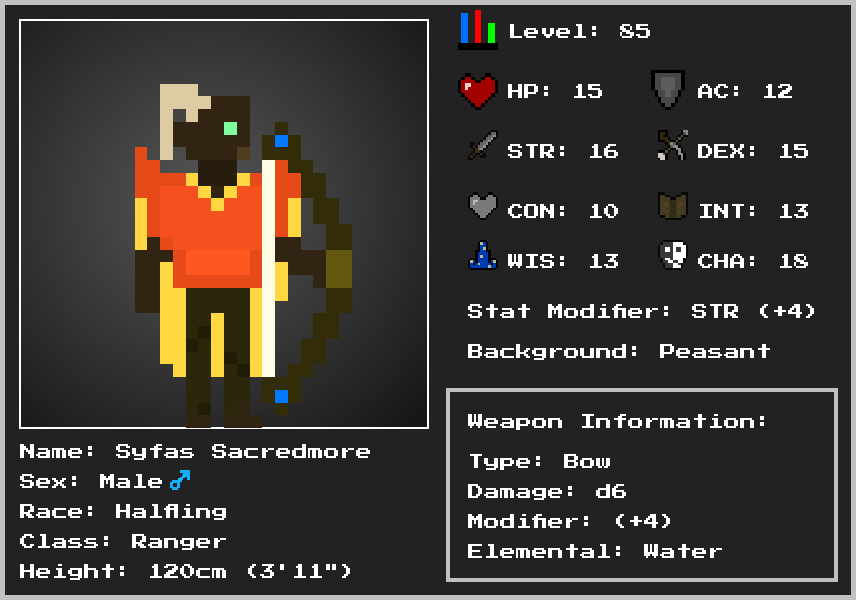 Level: 85
HP: 15
AC: 12
STR: 16
DEX: 15
CON: 10
INT: 13
WIS: 13
CHA: 18
Stat Modifier: STR (+4)
Background: Peasant
Name: Syfas Sacredmore
Sex: Male ♂
Race: Halfling
Class: Ranger
Height: 120cm (3'11")
Weapon Information:
Type: Bow
Damage: d6
Modifier: (+4)
Elemental: Water